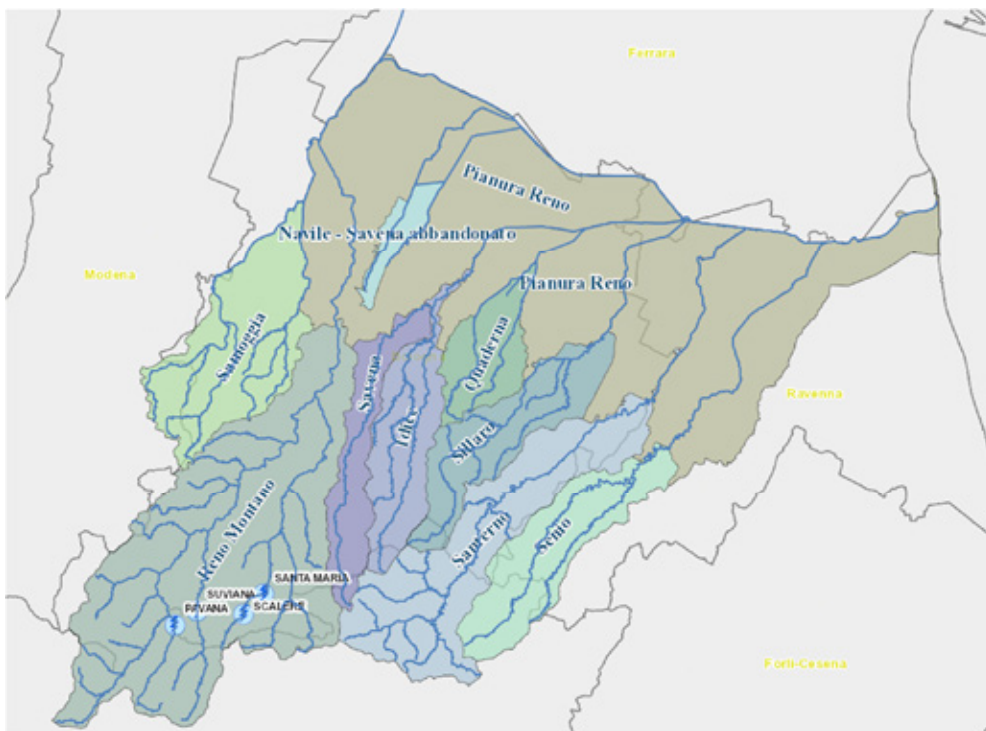 Ferrara
Pianura Reno
Navile - Savena abbandonato
Modena
Pianura Reno
Samoggia
Quaderna
Savena
Ravenna
Idice
Sillaro
Santerno
Senio
Reno Montano
SANTA MARIA
SUVIANA
PAVANA
SCALERE
Forlì-Cesena